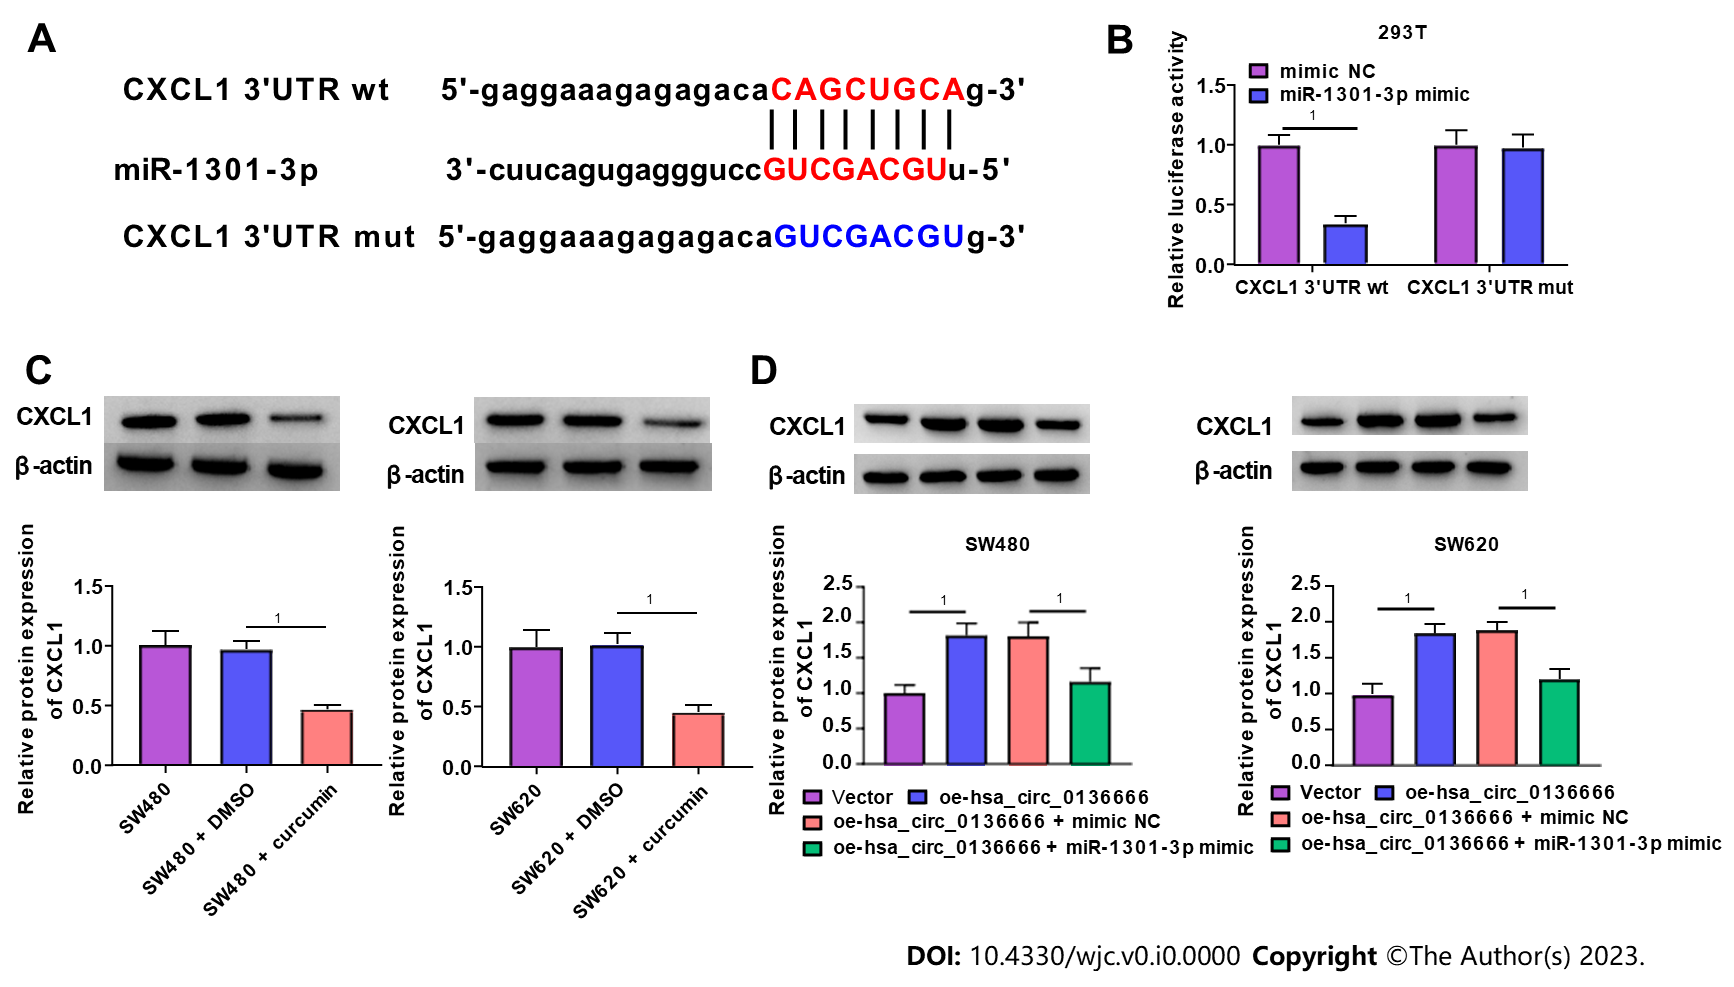 A
CXCL1 3'UTR wt 5'-gaggaaagagagacaCAGCUGCAg-3'
miR-1301-3p 3'-cuucagugaggguccGUCGACGUu-5'
CXCL1 3'UTR mut 5'-gaggaaagagagacaGUCGACGUg-3'
B
293T
mimic NC
miR-1301-3p mimic
Relative luciferase activity
1.5
1.0
0.5
0.0
1
CXCL1 3'UTR wt CXCL1 3'UTR mut
C
CXCL1
β-actin
CXCL1
β-actin
Relative protein expression
of CXCL1
1.5
1.0
0.5
0.0
1
SW480
SW480 + DMSO
SW480 + curcumin
Relative protein expression
of CXCL1
1.5
1.0
0.5
0.0
1
SW620
SW620 + DMSO
SW620 + curcumin
D
CXCL1
β-actin
CXCL1
β-actin
SW480
Relative protein expression
of CXCL1
2.5
2.0
1.5
1.0
0.5
0.0
1
1
Vector oe-hsa_circ_0136666
oe-hsa_circ_0136666 + mimic NC
oe-hsa_circ_0136666 + miR-1301-3p mimic
SW620
Relative protein expression
of CXCL1
2.5
2.0
1.5
1.0
0.5
0.0
1
1
Vector oe-hsa_circ_0136666
oe-hsa_circ_0136666 + mimic NC
oe-hsa_circ_0136666 + miR-1301-3p mimic
DOI: 10.4330/wjc.v0.i0.0000 Copyright ©The Author(s) 2023.